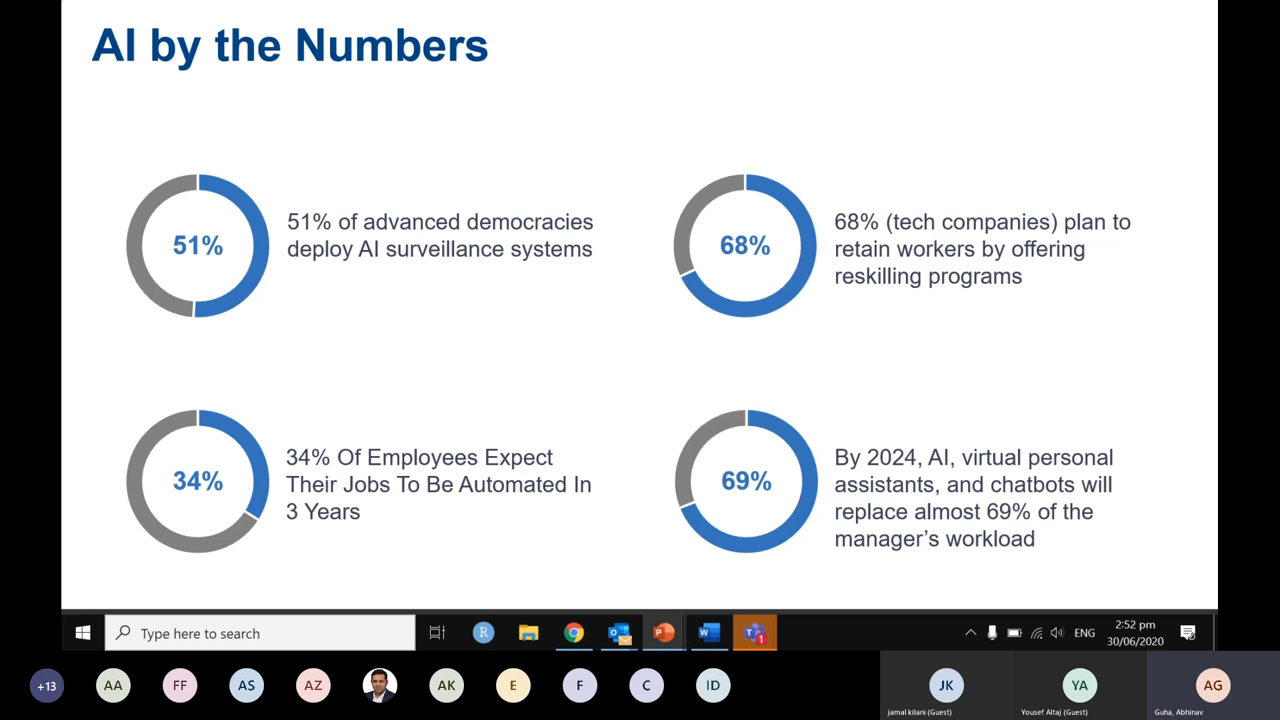 AI by the Numbers
51%
51% of advanced democracies
deploy AI surveillance systems
68%
68% (tech companies) plan to
retain workers by offering
reskilling programs
34%
34% Of Employees Expect
Their Jobs To Be Automated In
3 Years
69%
By 2024, AI, virtual personal
assistants, and chatbots will
replace almost 69% of the
manager's workload
Type here to search
R
1
ENG
2:52 pm
30/06/2020
+13
AA
FF
AS
AZ
AK
E
F
C
ID
JK
jamal kilani (Guest)
YA
Yousef Altaj (Guest)
AG
Guha, Abhinav